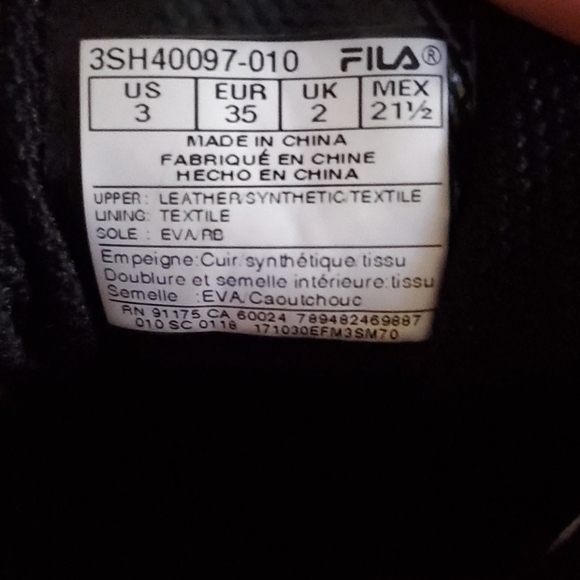 3SH40097-010 FILA®
US EUR UK MEX
3 35 2 21½
MADE IN CHINA
FABRIQUÉ EN CHINE
HECHO EN CHINA
UPPER: LEATHER/SYNTHETIC/TEXTILE
LINING: TEXTILE
SOLE : EVA/RB
Empeigne:Cuir/synthétique/tissu
Doublure et semelle intérieure:tissu
Semelle :EVA/Caoutchouc
RN 91175 CA 60024 789482469887
010 SC 0118 171030EFM3SM70